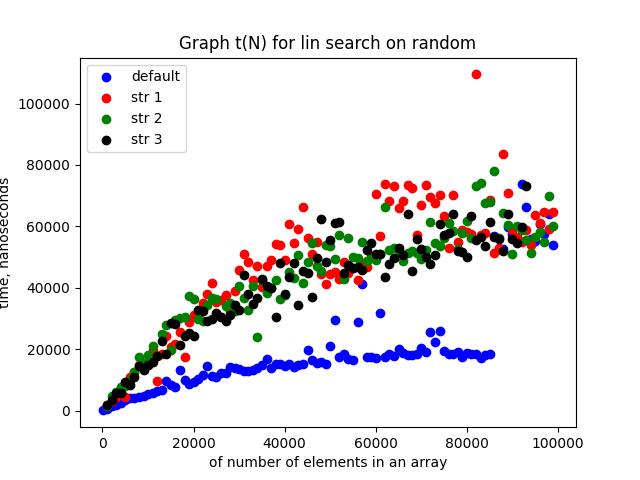 Graph t(N) for lin search on random
default
str 1
str 2
str 3
time, nanoseconds
100000
80000
60000
40000
20000
0
0 20000 40000 60000 80000 100000
of number of elements in an array